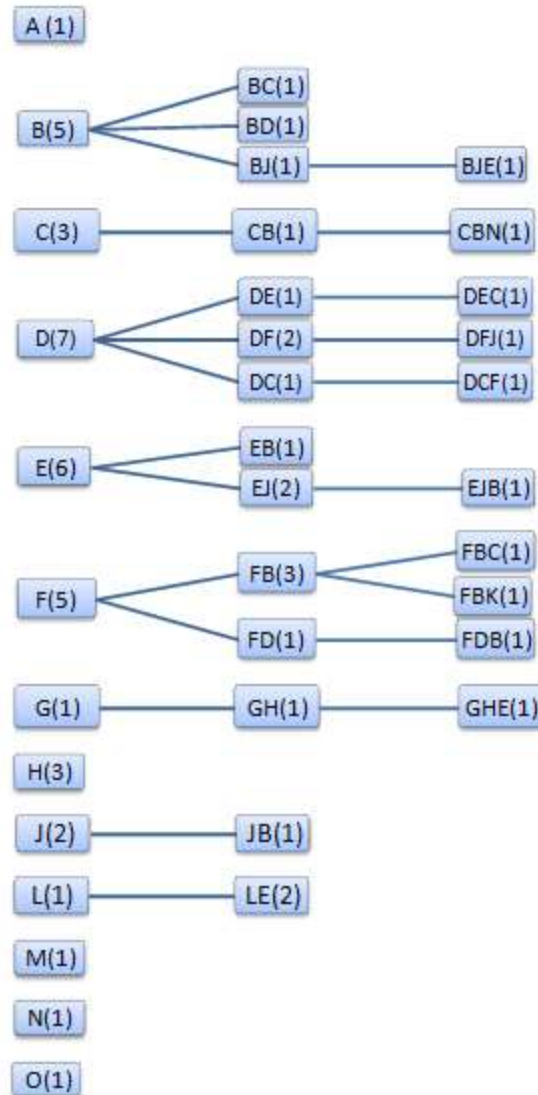 A (1)
BC(1)
B(5) BD(1)
BJ(1) BJE(1)
C(3) CB(1) CBN(1)
DE(1) DEC(1)
D(7) DF(2) DFJ(1)
DC(1) DCF(1)
E(6) EB(1)
EJ(2) EJB(1)
FBC(1)
F(5) FB(3) FBK(1)
FD(1) FDB(1)
G(1) GH(1) GHE(1)
H(3)
J(2) JB(1)
L(1) LE(2)
M(1)
N(1)
O(1)